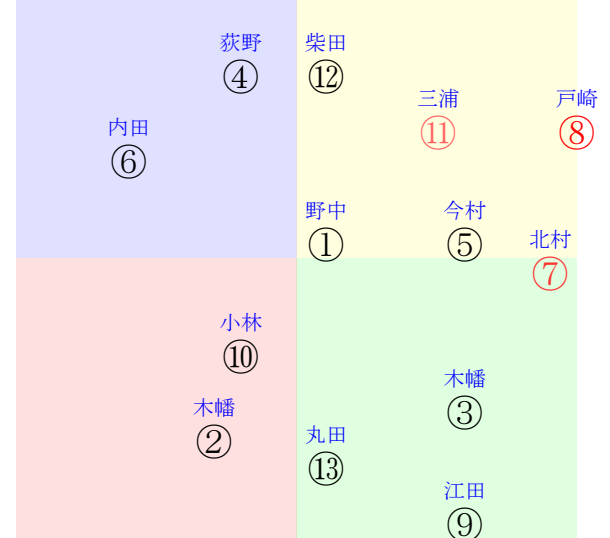 荻野
④
柴田
⑫
三浦
⑪
戸崎
⑧
内田
⑥
野中
①
今村
⑤
北村
⑦
小林
⑩
木幡
③
木幡
②
丸田
⑬
江田
⑨